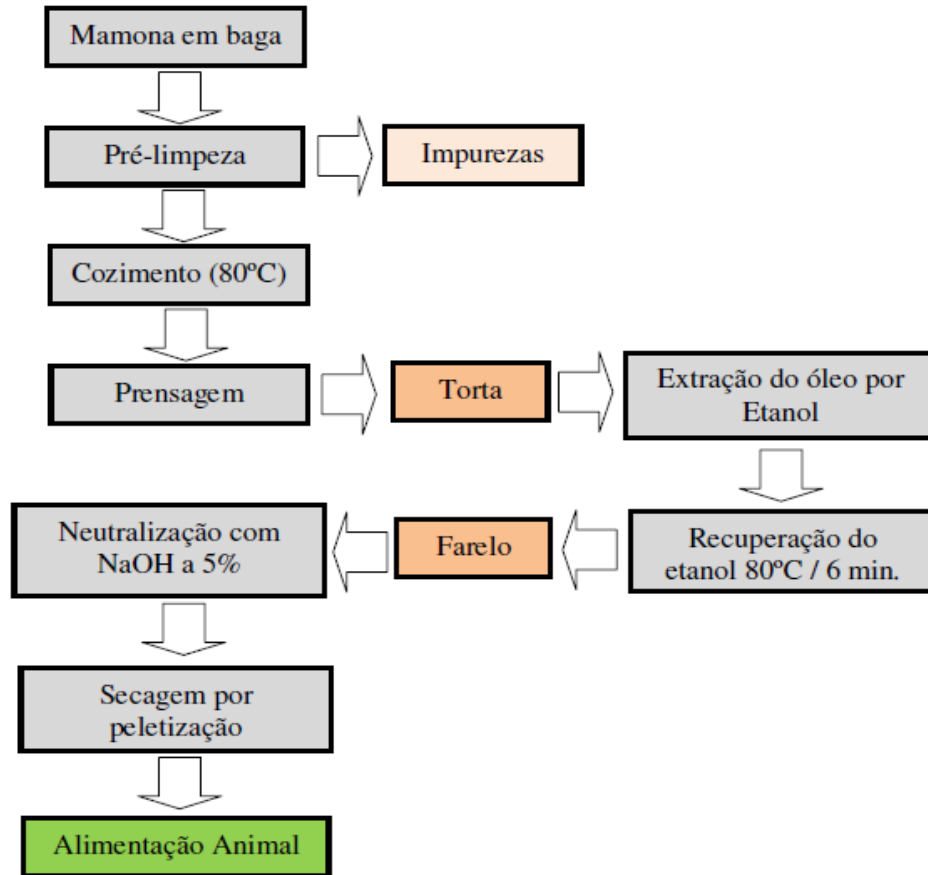 Mamona em baga
Pré-limpeza
Impurezas
Cozimento (80ºC)
Prensagem
Torta
Extração do óleo por
Etanol
Recuperação do
etanol 80ºC / 6 min.
Farelo
Neutralização com
NaOH a 5%
Secagem por
peletização
Alimentação Animal